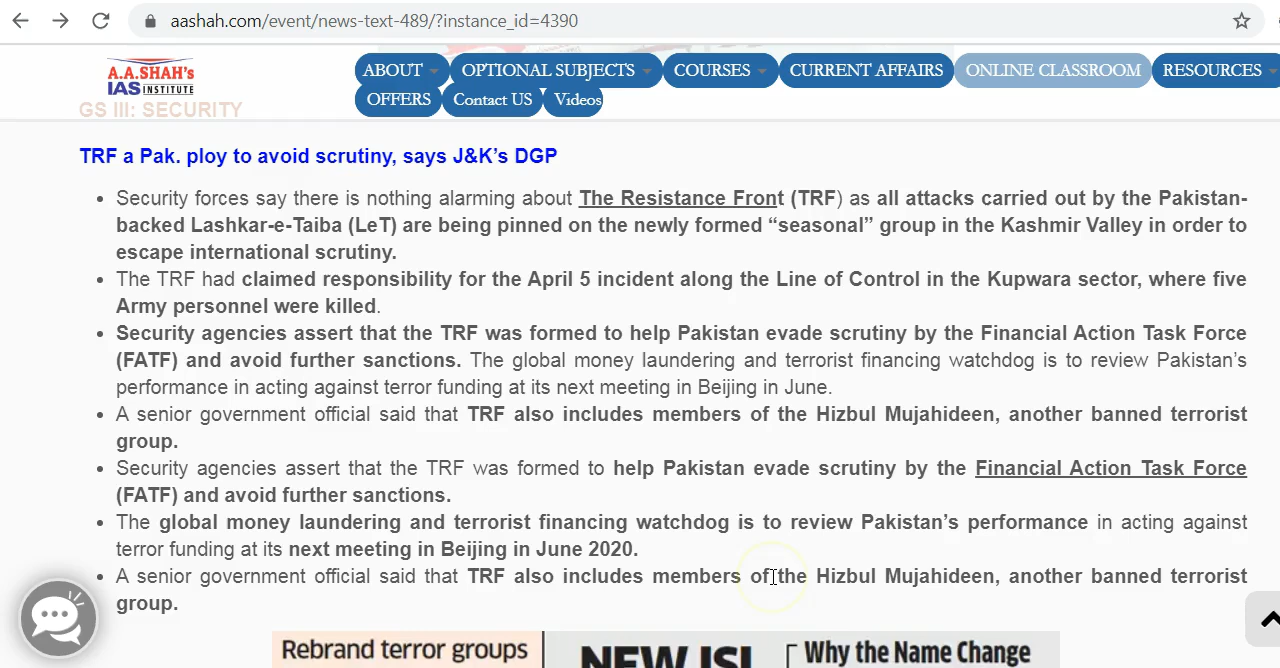 aashah.com/event/news-text-489/?instance_id=4390
A.A.SHAH's
IAS INSTITUTE
ABOUT
OPTIONAL SUBJECTS
COURSES
CURRENT AFFAIRS
ONLINE CLASSROOM
RESOURCES
OFFERS
Contact US
Videos
GS III: SECURITY
TRF a Pak. ploy to avoid scrutiny, says J&K's DGP
• Security forces say there is nothing alarming about The Resistance Front (TRF) as all attacks carried out by the Pakistan-
backed Lashkar-e-Taiba (LeT) are being pinned on the newly formed “seasonal” group in the Kashmir Valley in order to
escape international scrutiny.
• The TRF had claimed responsibility for the April 5 incident along the Line of Control in the Kupwara sector, where five
Army personnel were killed.
• Security agencies assert that the TRF was formed to help Pakistan evade scrutiny by the Financial Action Task Force
(FATF) and avoid further sanctions. The global money laundering and terrorist financing watchdog is to review Pakistan's
performance in acting against terror funding at its next meeting in Beijing in June.
• A senior government official said that TRF also includes members of the Hizbul Mujahideen, another banned terrorist
group.
• Security agencies assert that the TRF was formed to help Pakistan evade scrutiny by the Financial Action Task Force
(FATF) and avoid further sanctions.
• The global money laundering and terrorist financing watchdog is to review Pakistan's performance in acting against
terror funding at its next meeting in Beijing in June 2020.
• A senior government official said that TRF also includes members of the Hizbul Mujahideen, another banned terrorist
group.
Rebrand terror groups
NEW ISI
Why the Name Change